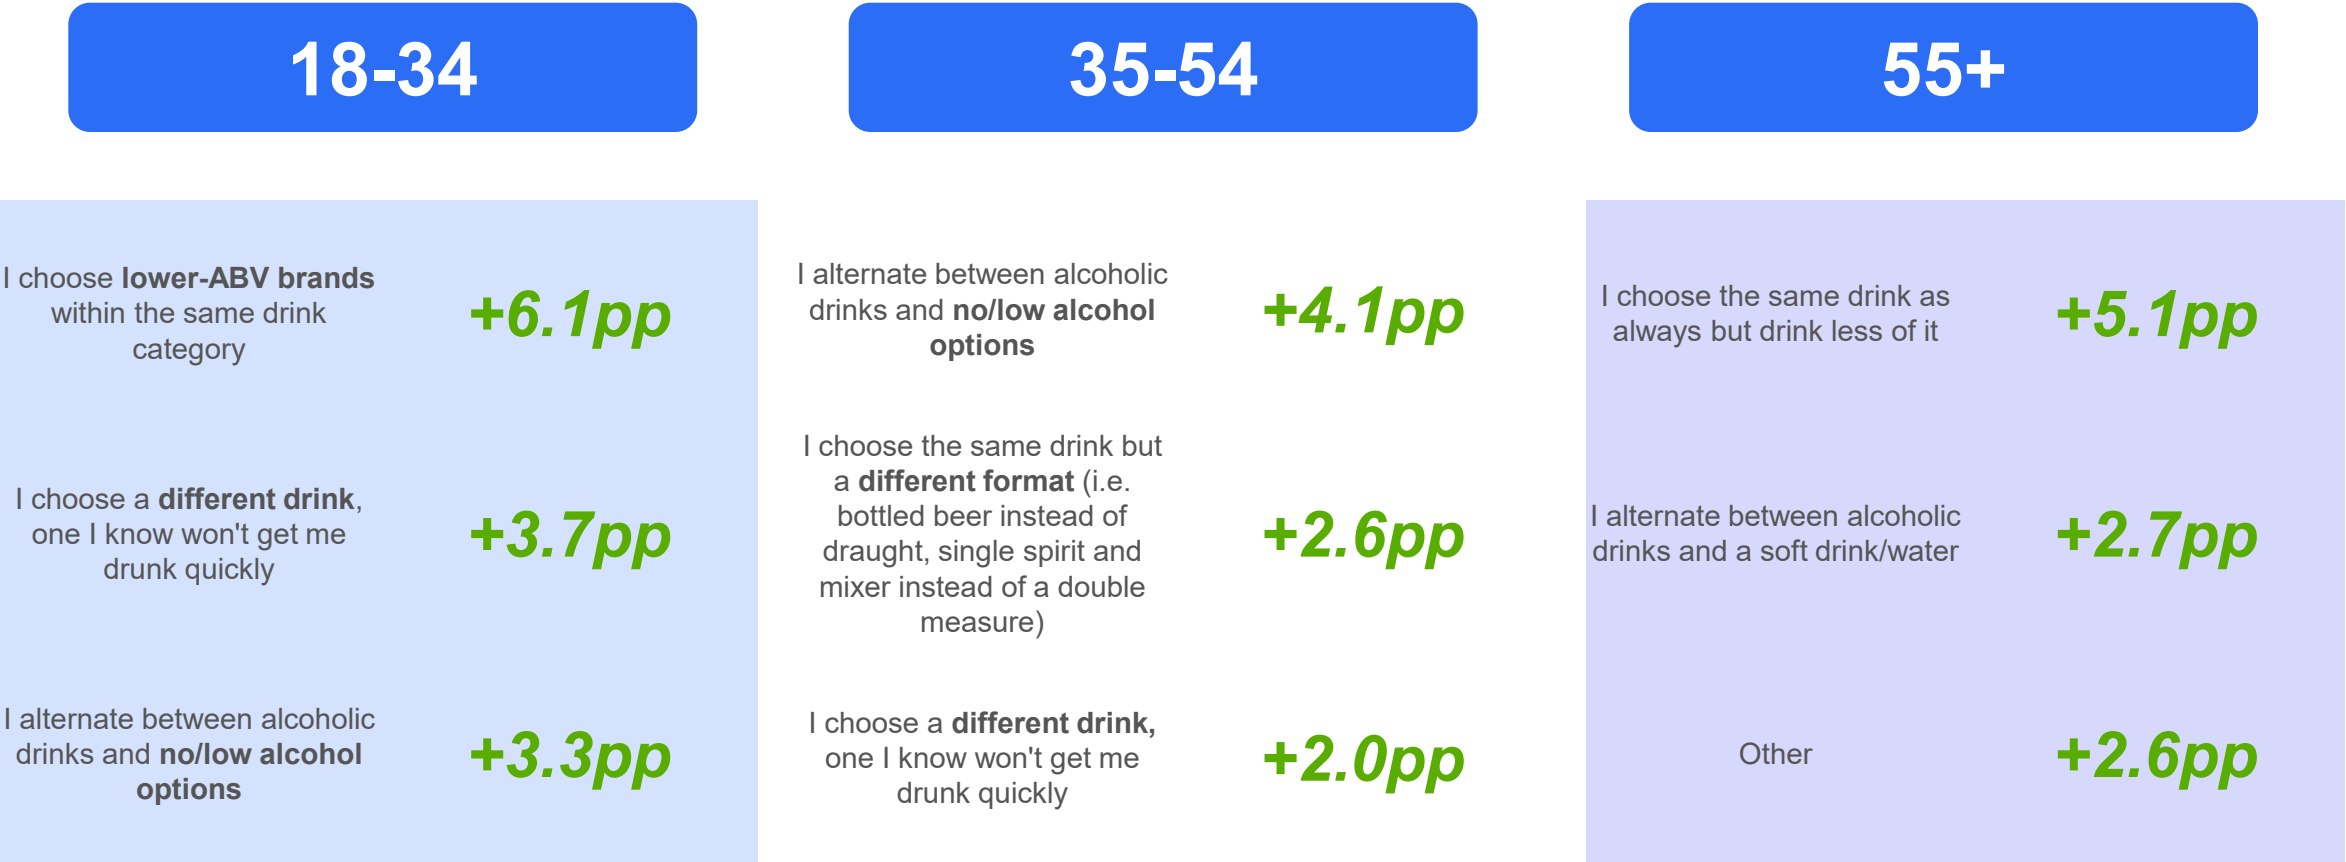 18-34
35-54
55+
I choose lower-ABV brands
within the same drink
category
+6.1pp
I alternate between alcoholic
drinks and no/low alcohol
options
+4.1pp
I choose the same drink as
always but drink less of it
+5.1pp
I choose a different drink,
one I know won't get me
drunk quickly
+3.7pp
I choose the same drink but
a different format (i.e.
bottled beer instead of
draught, single spirit and
mixer instead of a double
measure)
+2.6pp
I alternate between alcoholic
drinks and a soft drink/water
+2.7pp
I alternate between alcoholic
drinks and no/low alcohol
options
+3.3pp
I choose a different drink,
one I know won't get me
drunk quickly
+2.0pp
Other
+2.6pp